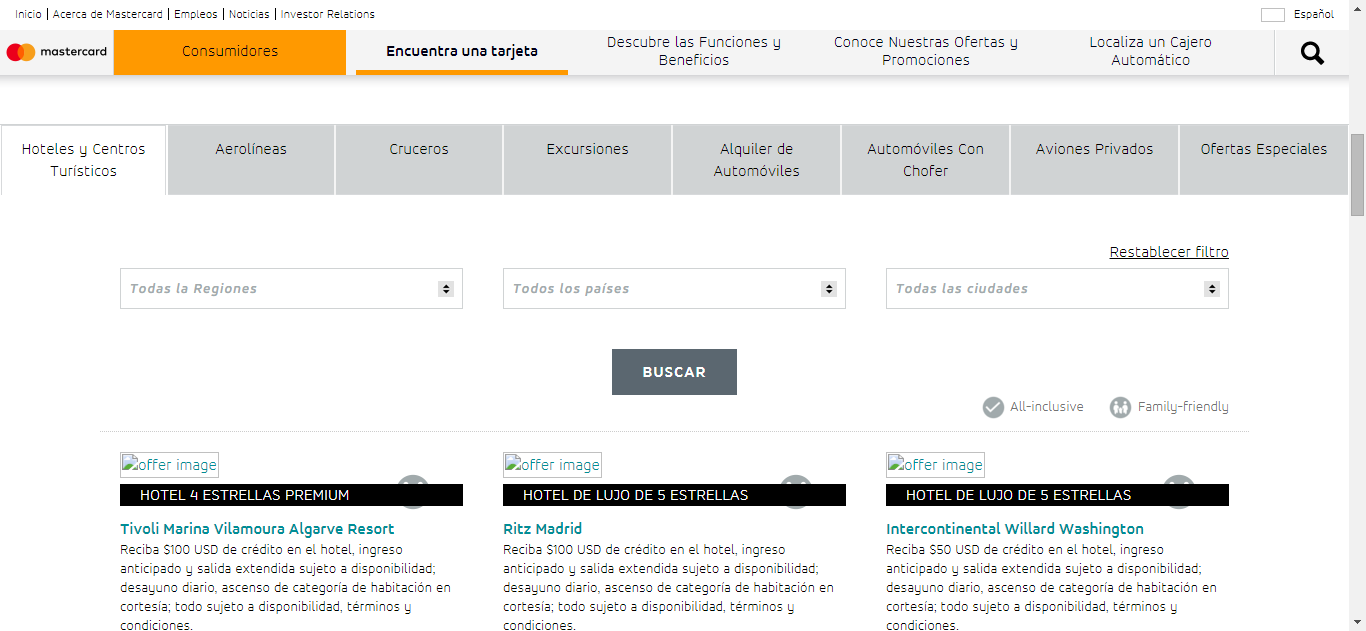 Inicio | Acerca de Mastercard | Empleos | Noticias | Investor Relations
Español
mastercard
Consumidores
Encuentra una tarjeta
Descubre las Funciones y
Beneficios
Conoce Nuestras Ofertas y
Promociones
Localiza un Cajero
Automático
Hoteles y Centros
Turísticos
Aerolíneas
Cruceros
Excursiones
Alquiler de
Automóviles
Automóviles Con
Chofer
Aviones Privados
Ofertas Especiales
Restablecer filtro
Todas la Regiones
Todos los países
Todas las ciudades
BUSCAR
All-inclusive
Family-friendly
offer image
HOTEL 4 ESTRELLAS PREMIUM
Tivoli Marina Vilamoura Algarve Resort
Reciba $100 USD de crédito en el hotel, ingreso
anticipado y salida extendida sujeto a disponibilidad;
desayuno diario, ascenso de categoría de habitación en
cortesía; todo sujeto a disponibilidad, términos y
condiciones.
offer image
HOTEL DE LUJO DE 5 ESTRELLAS
Ritz Madrid
Reciba $100 USD de crédito en el hotel, ingreso
anticipado y salida extendida sujeto a disponibilidad;
desayuno diario, ascenso de categoría de habitación en
cortesía; todo sujeto a disponibilidad, términos y
condiciones.
offer image
HOTEL DE LUJO DE 5 ESTRELLAS
Intercontinental Willard Washington
Reciba $50 USD de crédito en el hotel, ingreso
anticipado y salida extendida sujeto a disponibilidad;
desayuno diario, ascenso de categoría de habitación en
cortesía; todo sujeto a disponibilidad, términos y
condiciones.